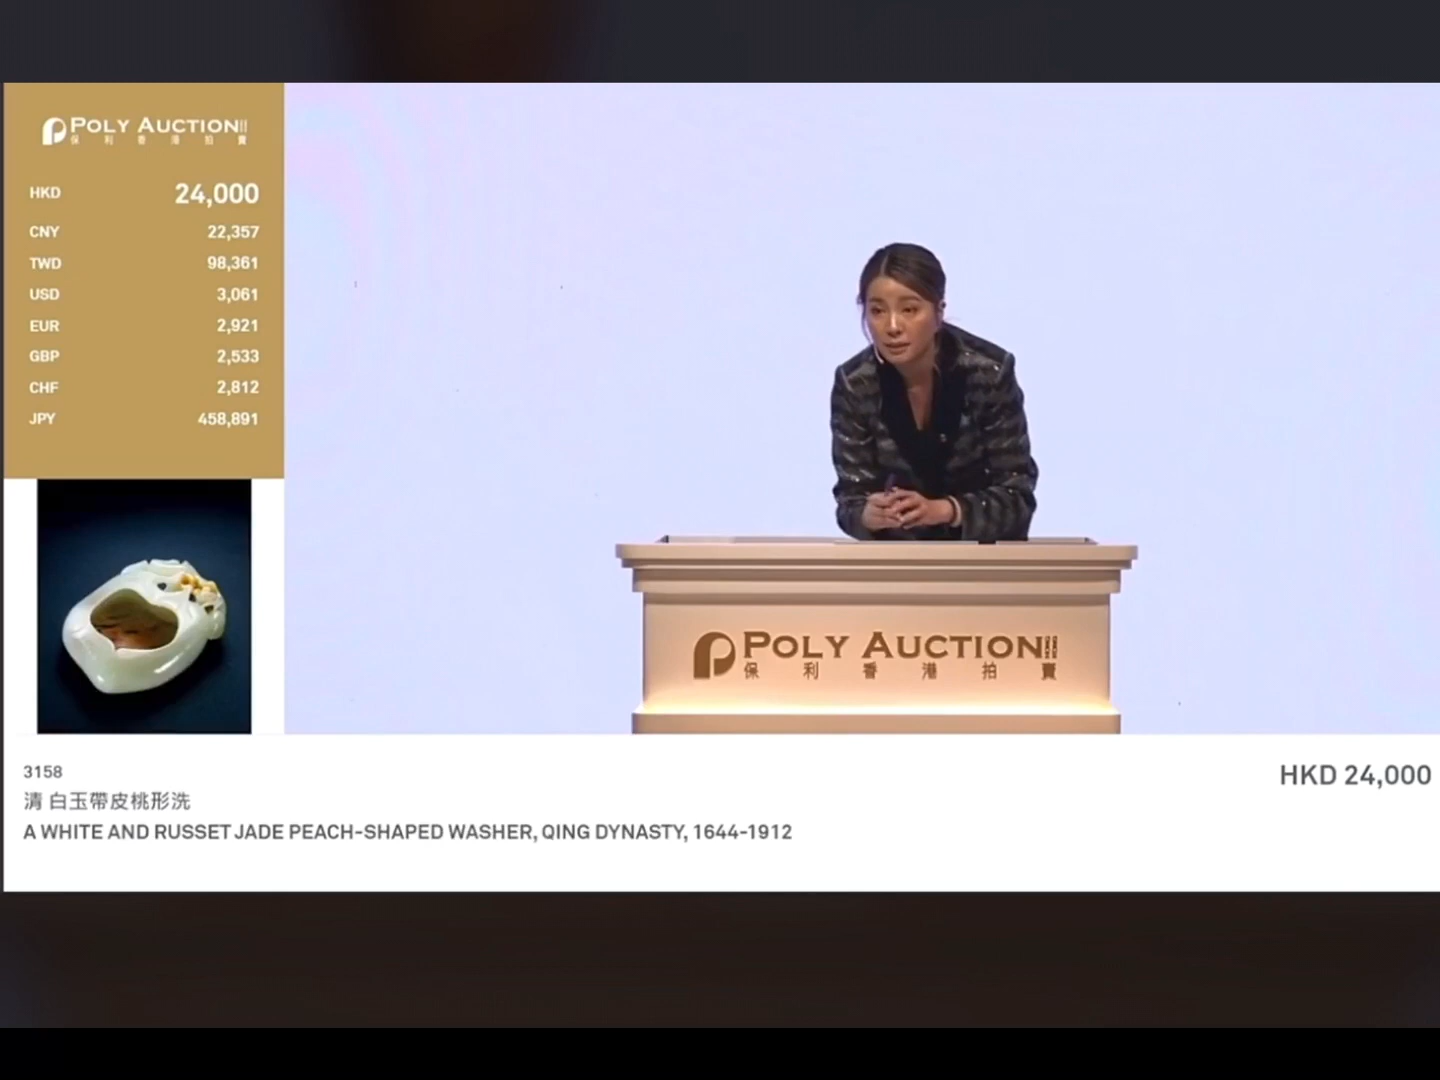 POLY AUCTION
保利香港拍賣
HKD 24,000
CNY 22,357
TWD 98,361
USD 3,061
EUR 2,921
GBP 2,533
CHF 2,812
JPY 458,891
POLY AUCTION
保利香港拍賣
3158
HKD 24,000
清 白玉帶皮桃形洗
A WHITE AND RUSSET JADE PEACH-SHAPED WASHER, QING DYNASTY, 1644-1912